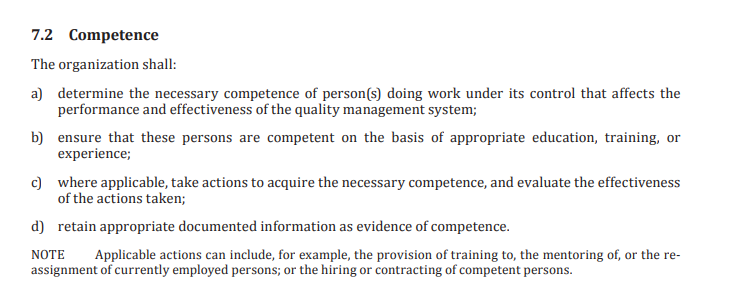 7.2 Competence
The organization shall:
a) determine the necessary competence of person(s) doing work under its control that affects the
performance and effectiveness of the quality management system;
b) ensure that these persons are competent on the basis of appropriate education, training, or
experience;
c) where applicable, take actions to acquire the necessary competence, and evaluate the effectiveness
of the actions taken;
d) retain appropriate documented information as evidence of competence.
NOTE Applicable actions can include, for example, the provision of training to, the mentoring of, or the re-
assignment of currently employed persons; or the hiring or contracting of competent persons.